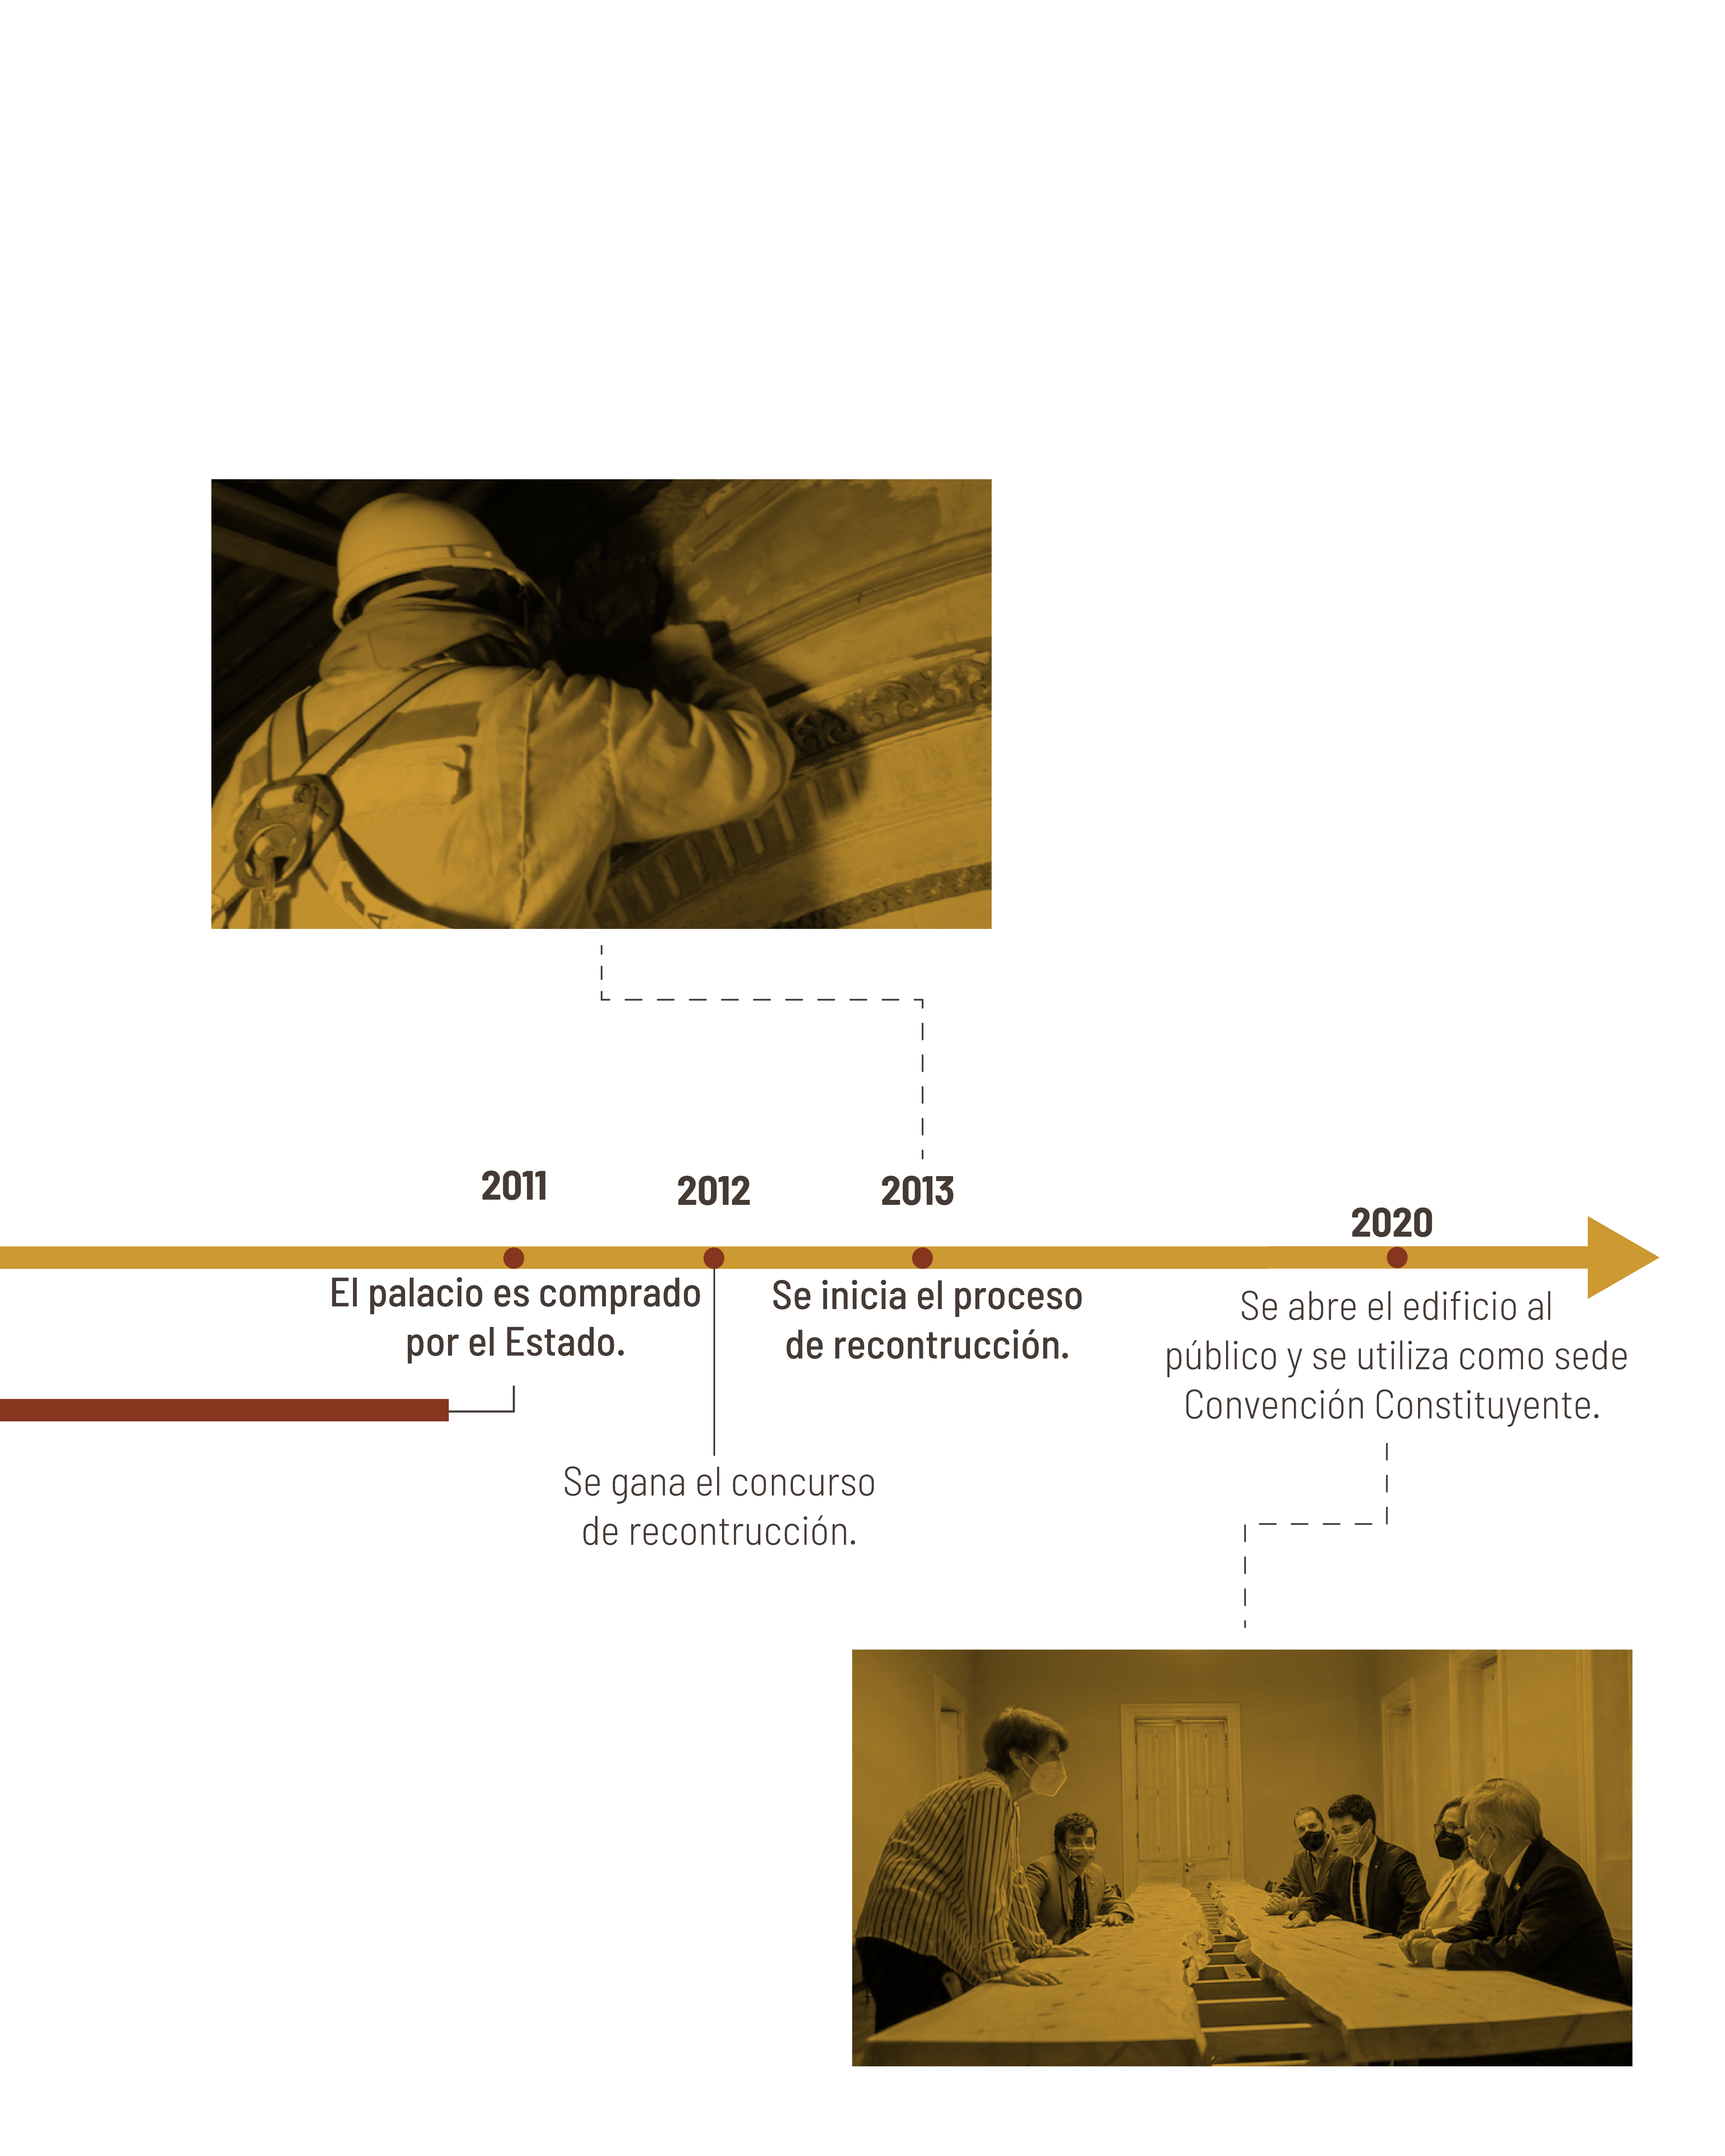 2011
El palacio es comprado
por el Estado.
2012
Se gana el concurso
de recontrucción.
2013
Se inicia el proceso
de recontrucción.
2020
Se abre el edificio al
público y se utiliza como sede
Convención Constituyente.